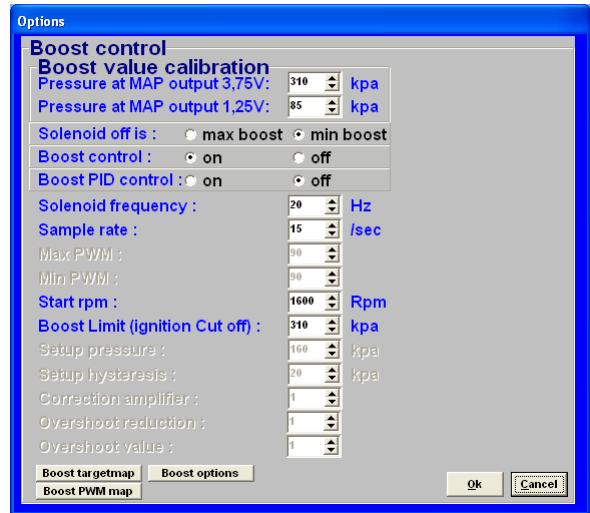 Options
Boost control
Boost value calibration
Pressure at MAP output 3,75V: 310 kpa
Pressure at MAP output 1,25V: 85 kpa
Solenoid off is : max boost min boost
Boost control : on off
Boost PID control : on off
Solenoid frequency : 20 Hz
Sample rate : 15 /sec
Max PWM : 90
Min PWM : 90
Start rpm : 1600 Rpm
Boost Limit (ignition Cut off) : 310 kpa
Setup pressure : 160 kpa
Setup hysteresis : 20 kpa
Correction amplifier : 1
Overshoot reduction : 1
Overshoot value : 1
Boost targetmap Boost options
Boost PWM map
Ok Cancel